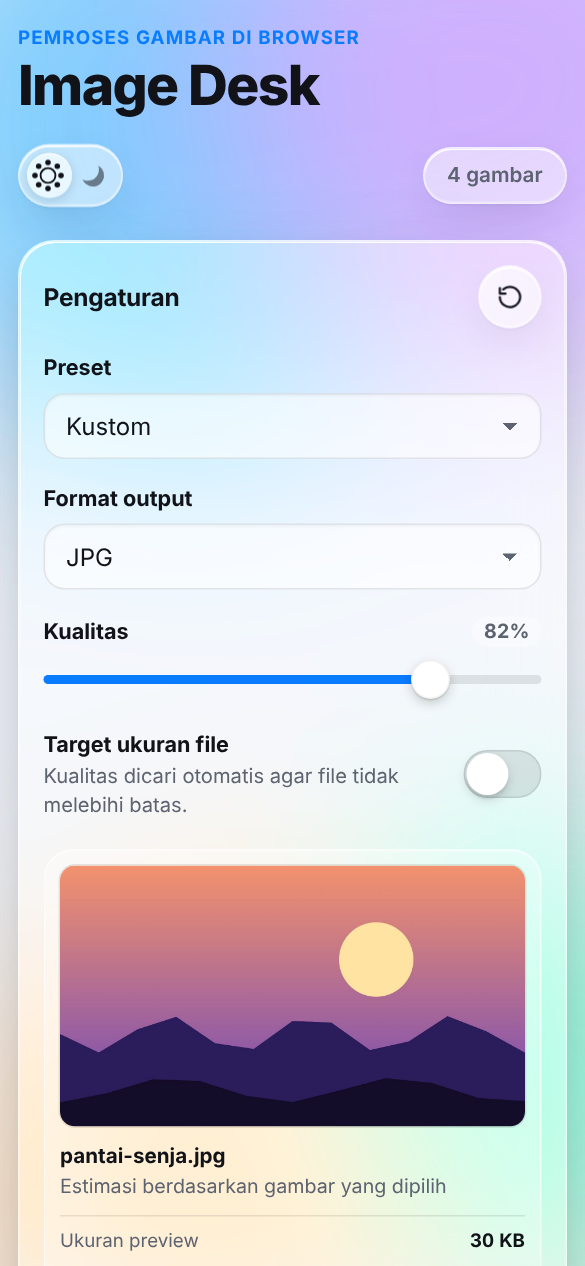 PEMROSES GAMBAR DI BROWSER
Image Desk
4 gambar
Pengaturan
Preset
Kustom
Format output
JPG
Kualitas
82%
Target ukuran file
Kualitas dicari otomatis agar file tidak
melebihi batas.
pantai-senja.jpg
Estimasi berdasarkan gambar yang dipilih
Ukuran preview
30 KB